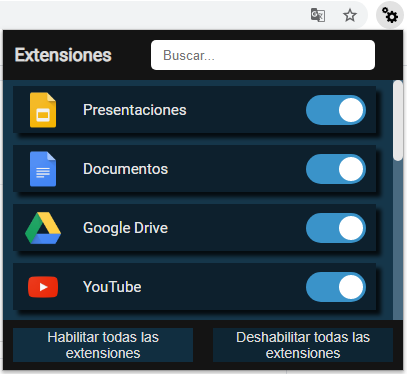 Extensiones
Buscar...
Presentaciones
Documentos
Google Drive
YouTube
Habilitar todas las
extensiones
Deshabilitar todas las
extensiones